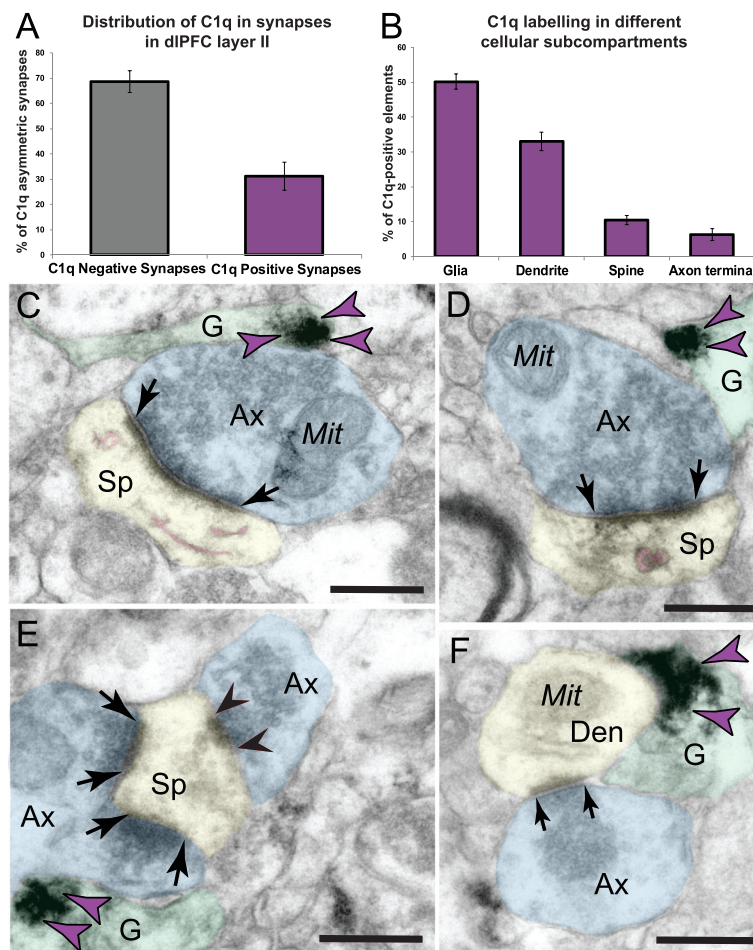 A
Distribution of C1q in synapses
in dlPFC layer II
% of C1q asymmetric synapses
80
70
60
50
40
30
20
10
0
C1q Negative Synapses C1q Positive Synapses
B
C1q labelling in different
cellular subcompartments
% of C1q-positive elements
60
50
40
30
20
10
0
Glia Dendrite Spine Axon termina
C
G
Ax
Mit
Sp
D
Mit
G
Ax
Sp
E
Ax
Sp
Ax
G
F
Mit
Den
G
Ax